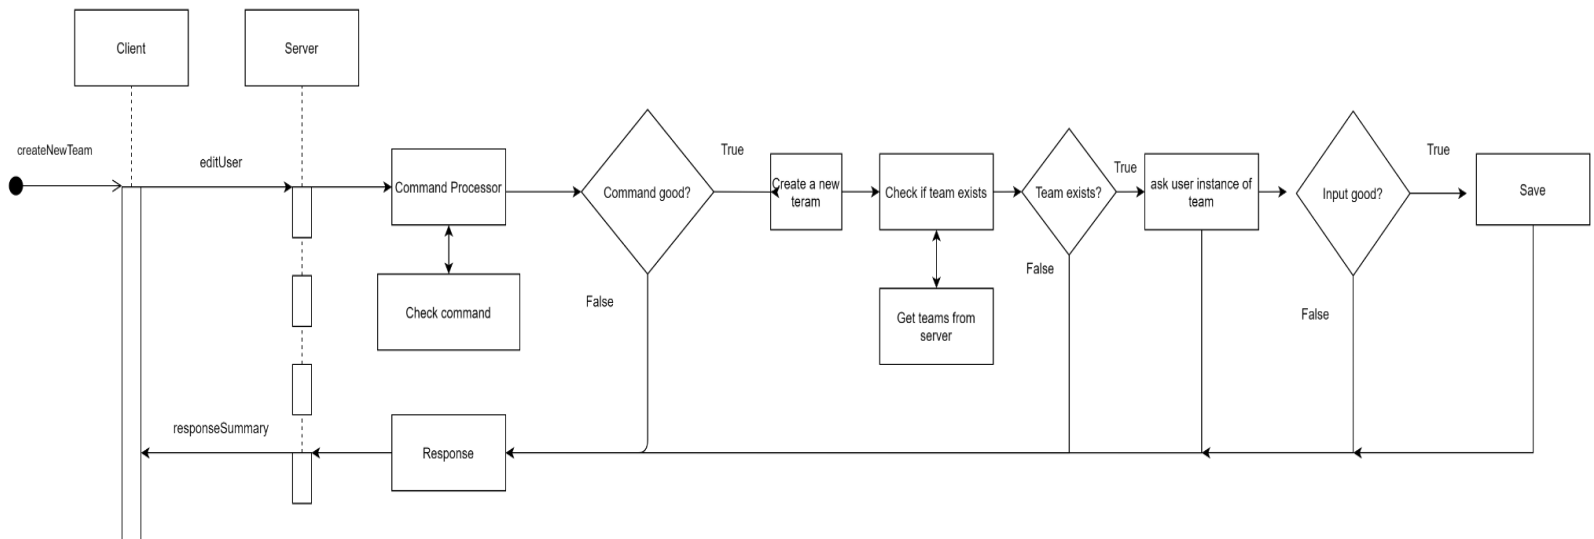 Client
Server
createNewTeam
editUser
Command Processor
Check command
Command good?
True
False
Create a new
teram
Check if team exists
Get teams from
server
Team exists?
True
False
ask user instance of
team
Input good?
True
False
Save
responseSummary
Response